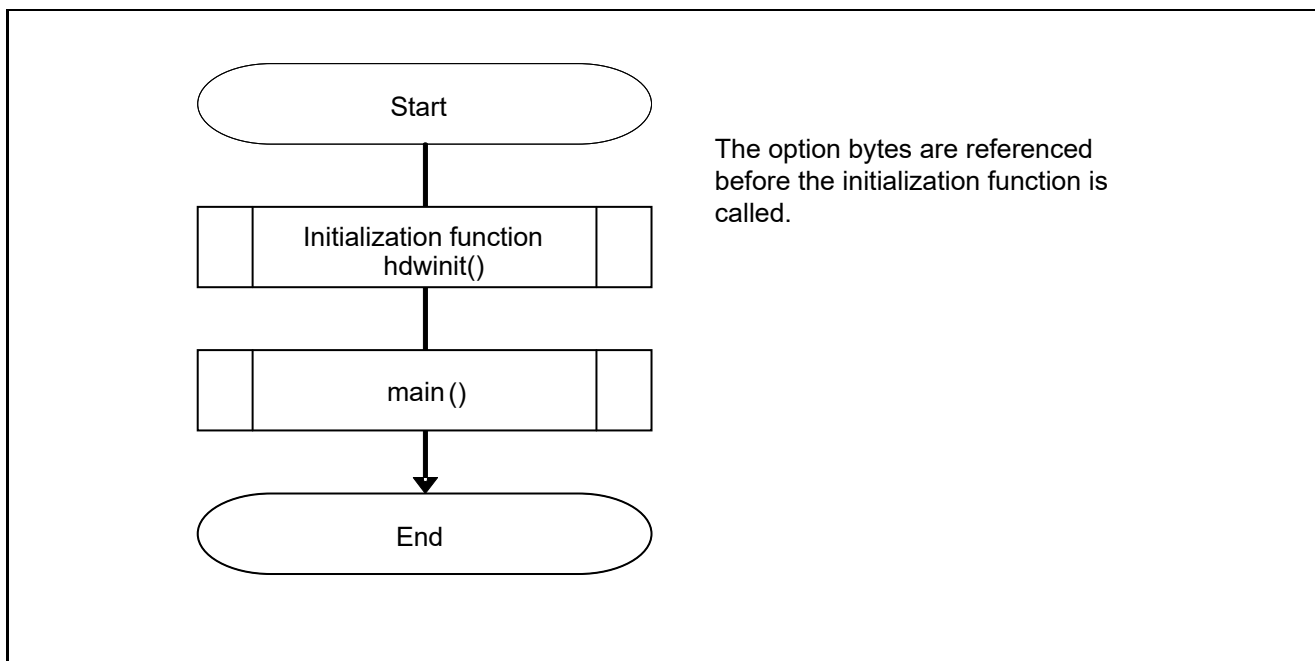 Start
The option bytes are referenced
before the initialization function is
called.
Initialization function
hdwinit()
main()
End